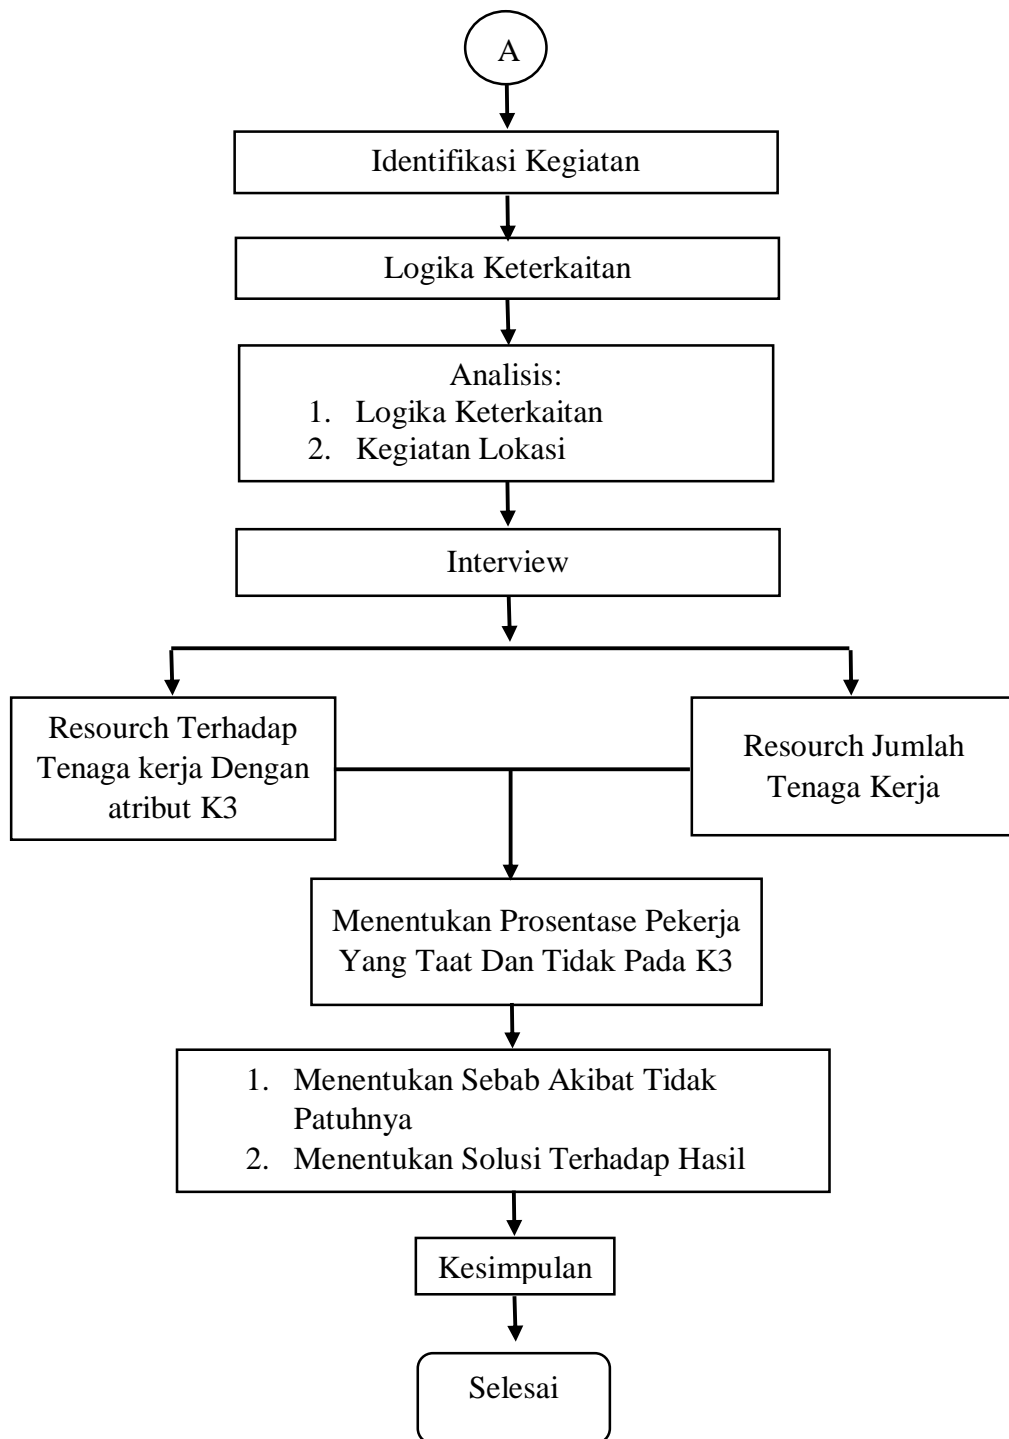 A
Identifikasi Kegiatan
Logika Keterkaitan
Analisis:
1. Logika Keterkaitan
2. Kegiatan Lokasi
Interview
Resourch Terhadap
Tenaga kerja Dengan
atribut K3
Resourch Jumlah
Tenaga Kerja
Menentukan Prosentase Pekerja
Yang Taat Dan Tidak Pada K3
1. Menentukan Sebab Akibat Tidak
Patuhnya
2. Menentukan Solusi Terhadap Hasil
Kesimpulan
Selesai